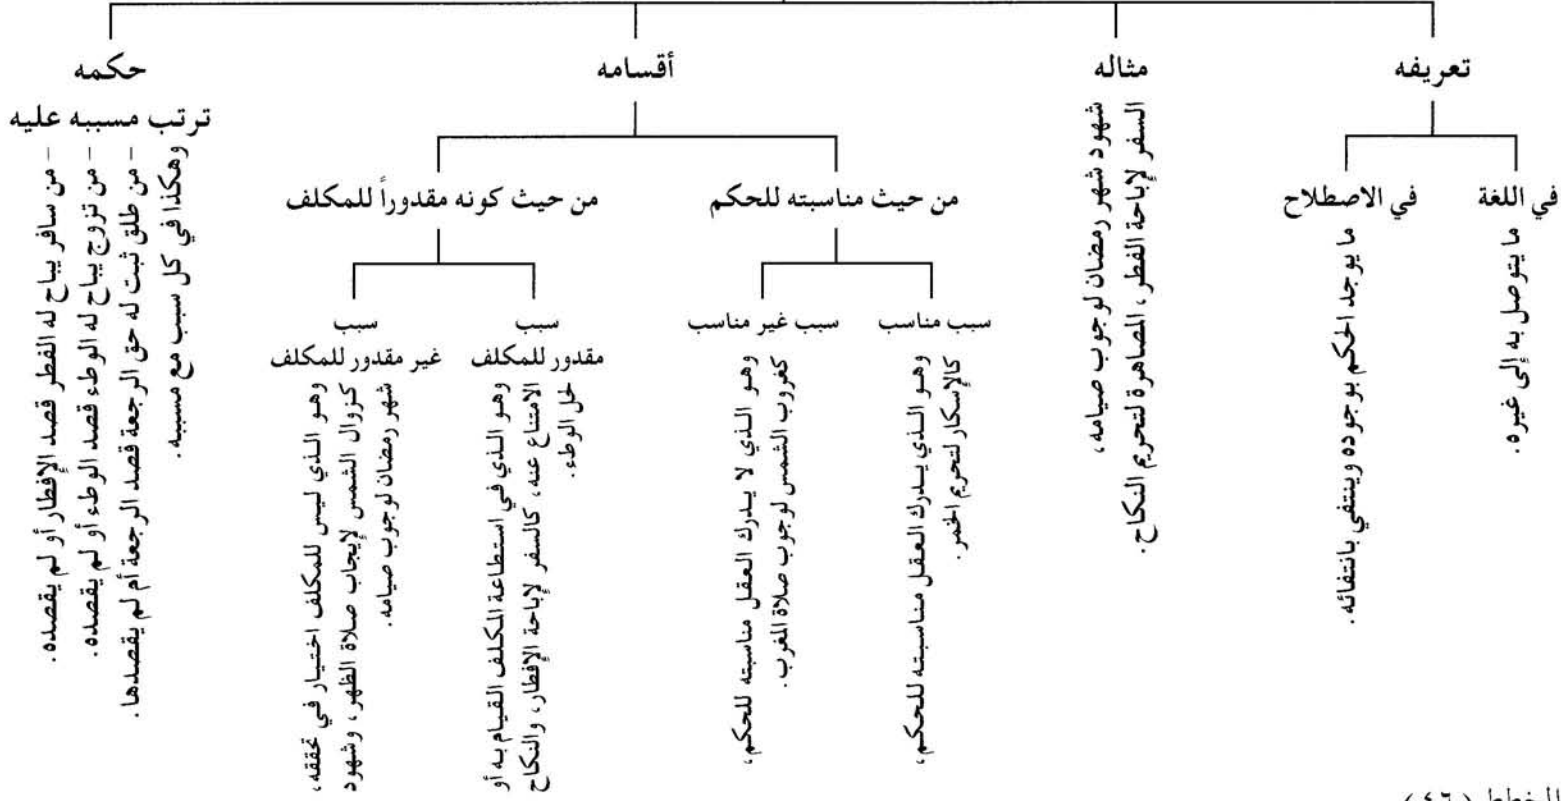 تعريفه
في اللغة
ما يتوصل به إلى غيره.
في الاصطلاح
ما يوجد الحكم بوجوده وينتفي بانتفائه.
مثاله
شهود شهر رمضان لوجوب صيامه،
السفر لإباحة الفطر، المصاهرة لتحريم النكاح.
أقسامه
من حيث مناسبته للحكم
سبب مناسب
وهو الذي يدرك العقل مناسبته للحكم،
كالإسكار لتحريم الخمر.
سبب غير مناسب
وهو الذي لا يدرك العقل مناسبته للحكم،
كغروب الشمس لوجوب صلاة المغرب.
من حيث كونه مقدوراً للمكلف
سبب
مقدور للمكلف
وهو الذي في استطاعة المكلف القيام به أو
الامتناع عنه، كالسفر لإباحة الإفطار، والنكاح
لحل الوطء.
سبب
غير مقدور للمكلف
وهو الذي ليس للمكلف اختيار في تحققه،
كزوال الشمس لإيجاب صلاة الظهر، وشهود
شهر رمضان لوجوب صيامه.
حكمه
ترتب مسببه عليه
– من سافر يباح له الفطر قصد الإفطار أو لم يقصده.
– من تزوج يباح له الوطء قصد الوطء أو لم يقصده.
– من طلق ثبت له حق الرجعة قصد الرجعة أم لم يقصدها.
وهكذا في كل سبب مع مسببه.
المخطط (٤٦)